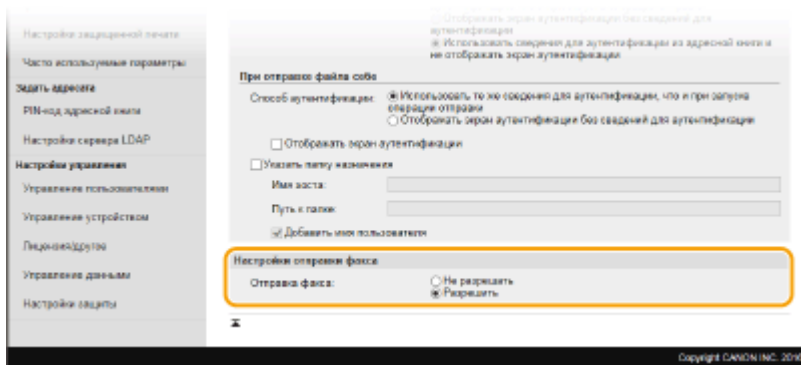 Отображать экран аутентификации без сведений для
аутентификации
Использовать сведения для аутентификации из адресной книги и
не отображать экран аутентификации
Настройки защищенной печати
Часто используемые параметры
Задать адресата
PIN-код адресной книги
Настройки сервера LDAP
Настройки управления
Управление пользователями
Управление устройством
Лицензия/другое
Управление данными
Настройки защиты
При отправке файла себе
Способ аутентификации:
Использовать те же сведения для аутентификации, что и при запуске
операции отправки
Отображать экран аутентификации без сведений для аутентификации
Отображать экран аутентификации
Указать папку назначения
Имя хоста:
Путь к папке:
Добавить имя пользователя
Настройки отправки факса
Отправка факса:
Не разрешить
Разрешить
Copyright CANON INC. 2016